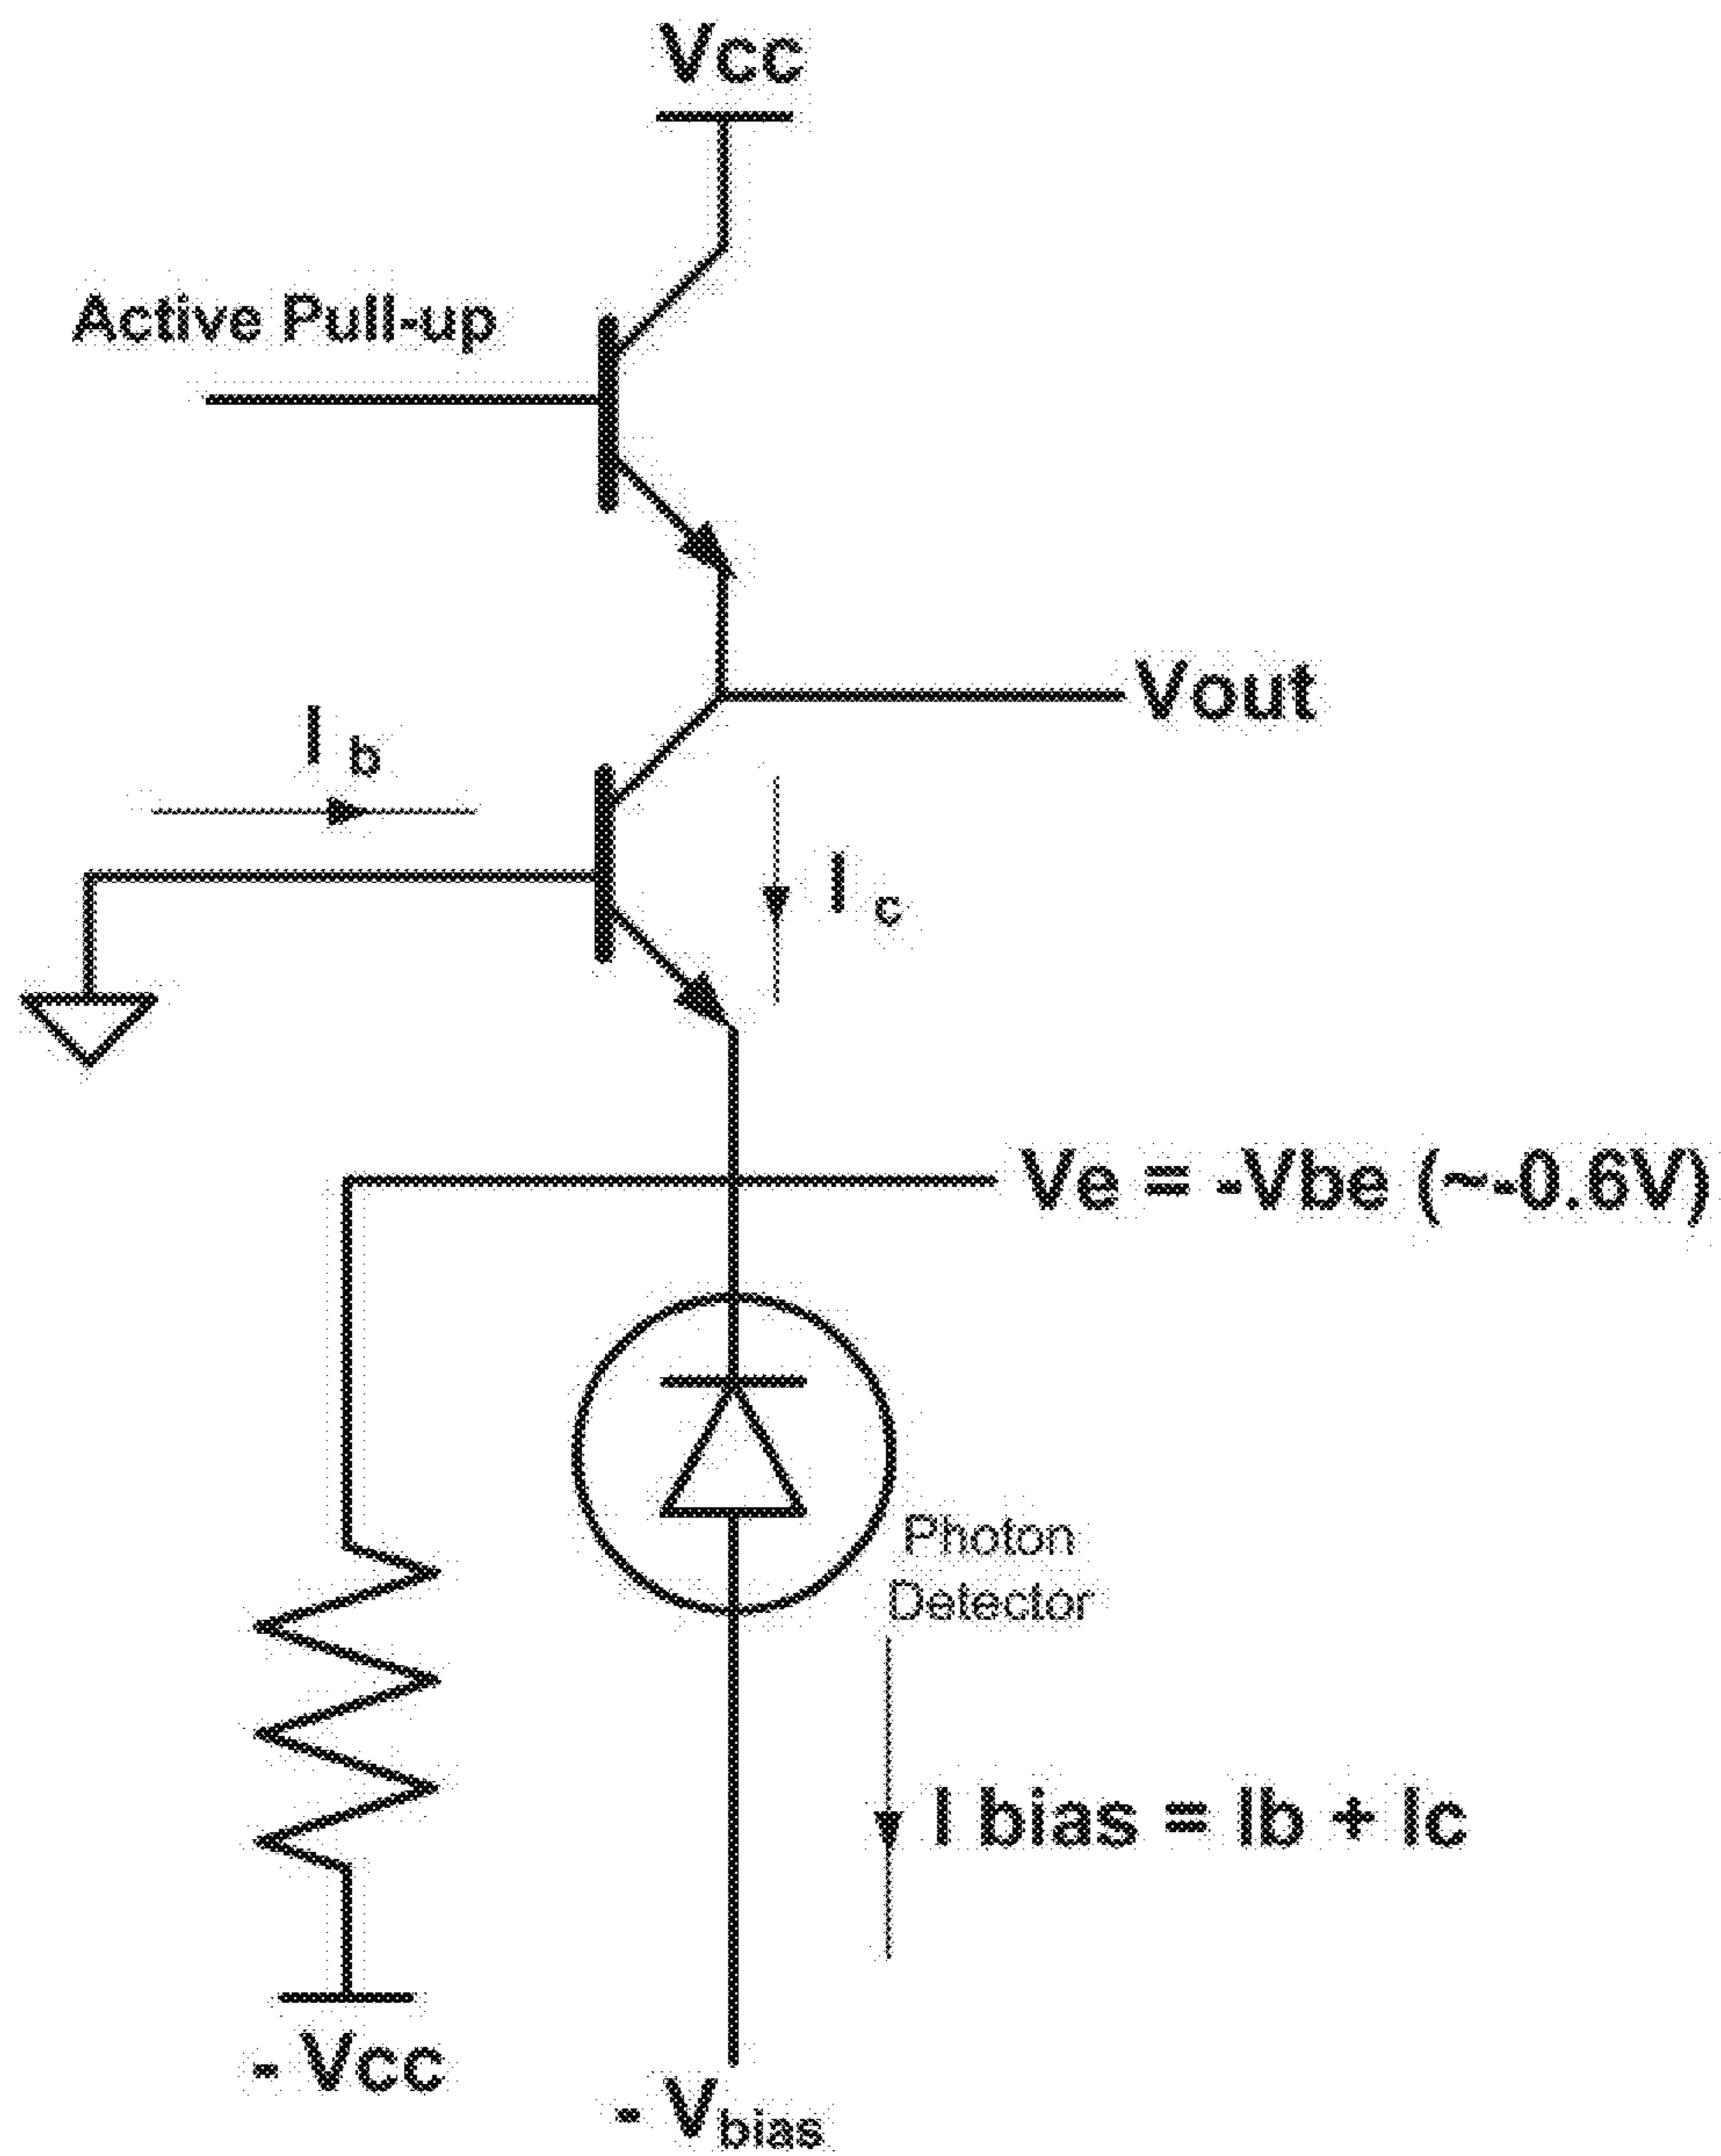 Vcc
Active Pull-up
Vout
I b
I c
Ve = -Vbe (~-0.6V)
Photon
Detector
I bias = Ib + Ic
- Vcc
- Vbias